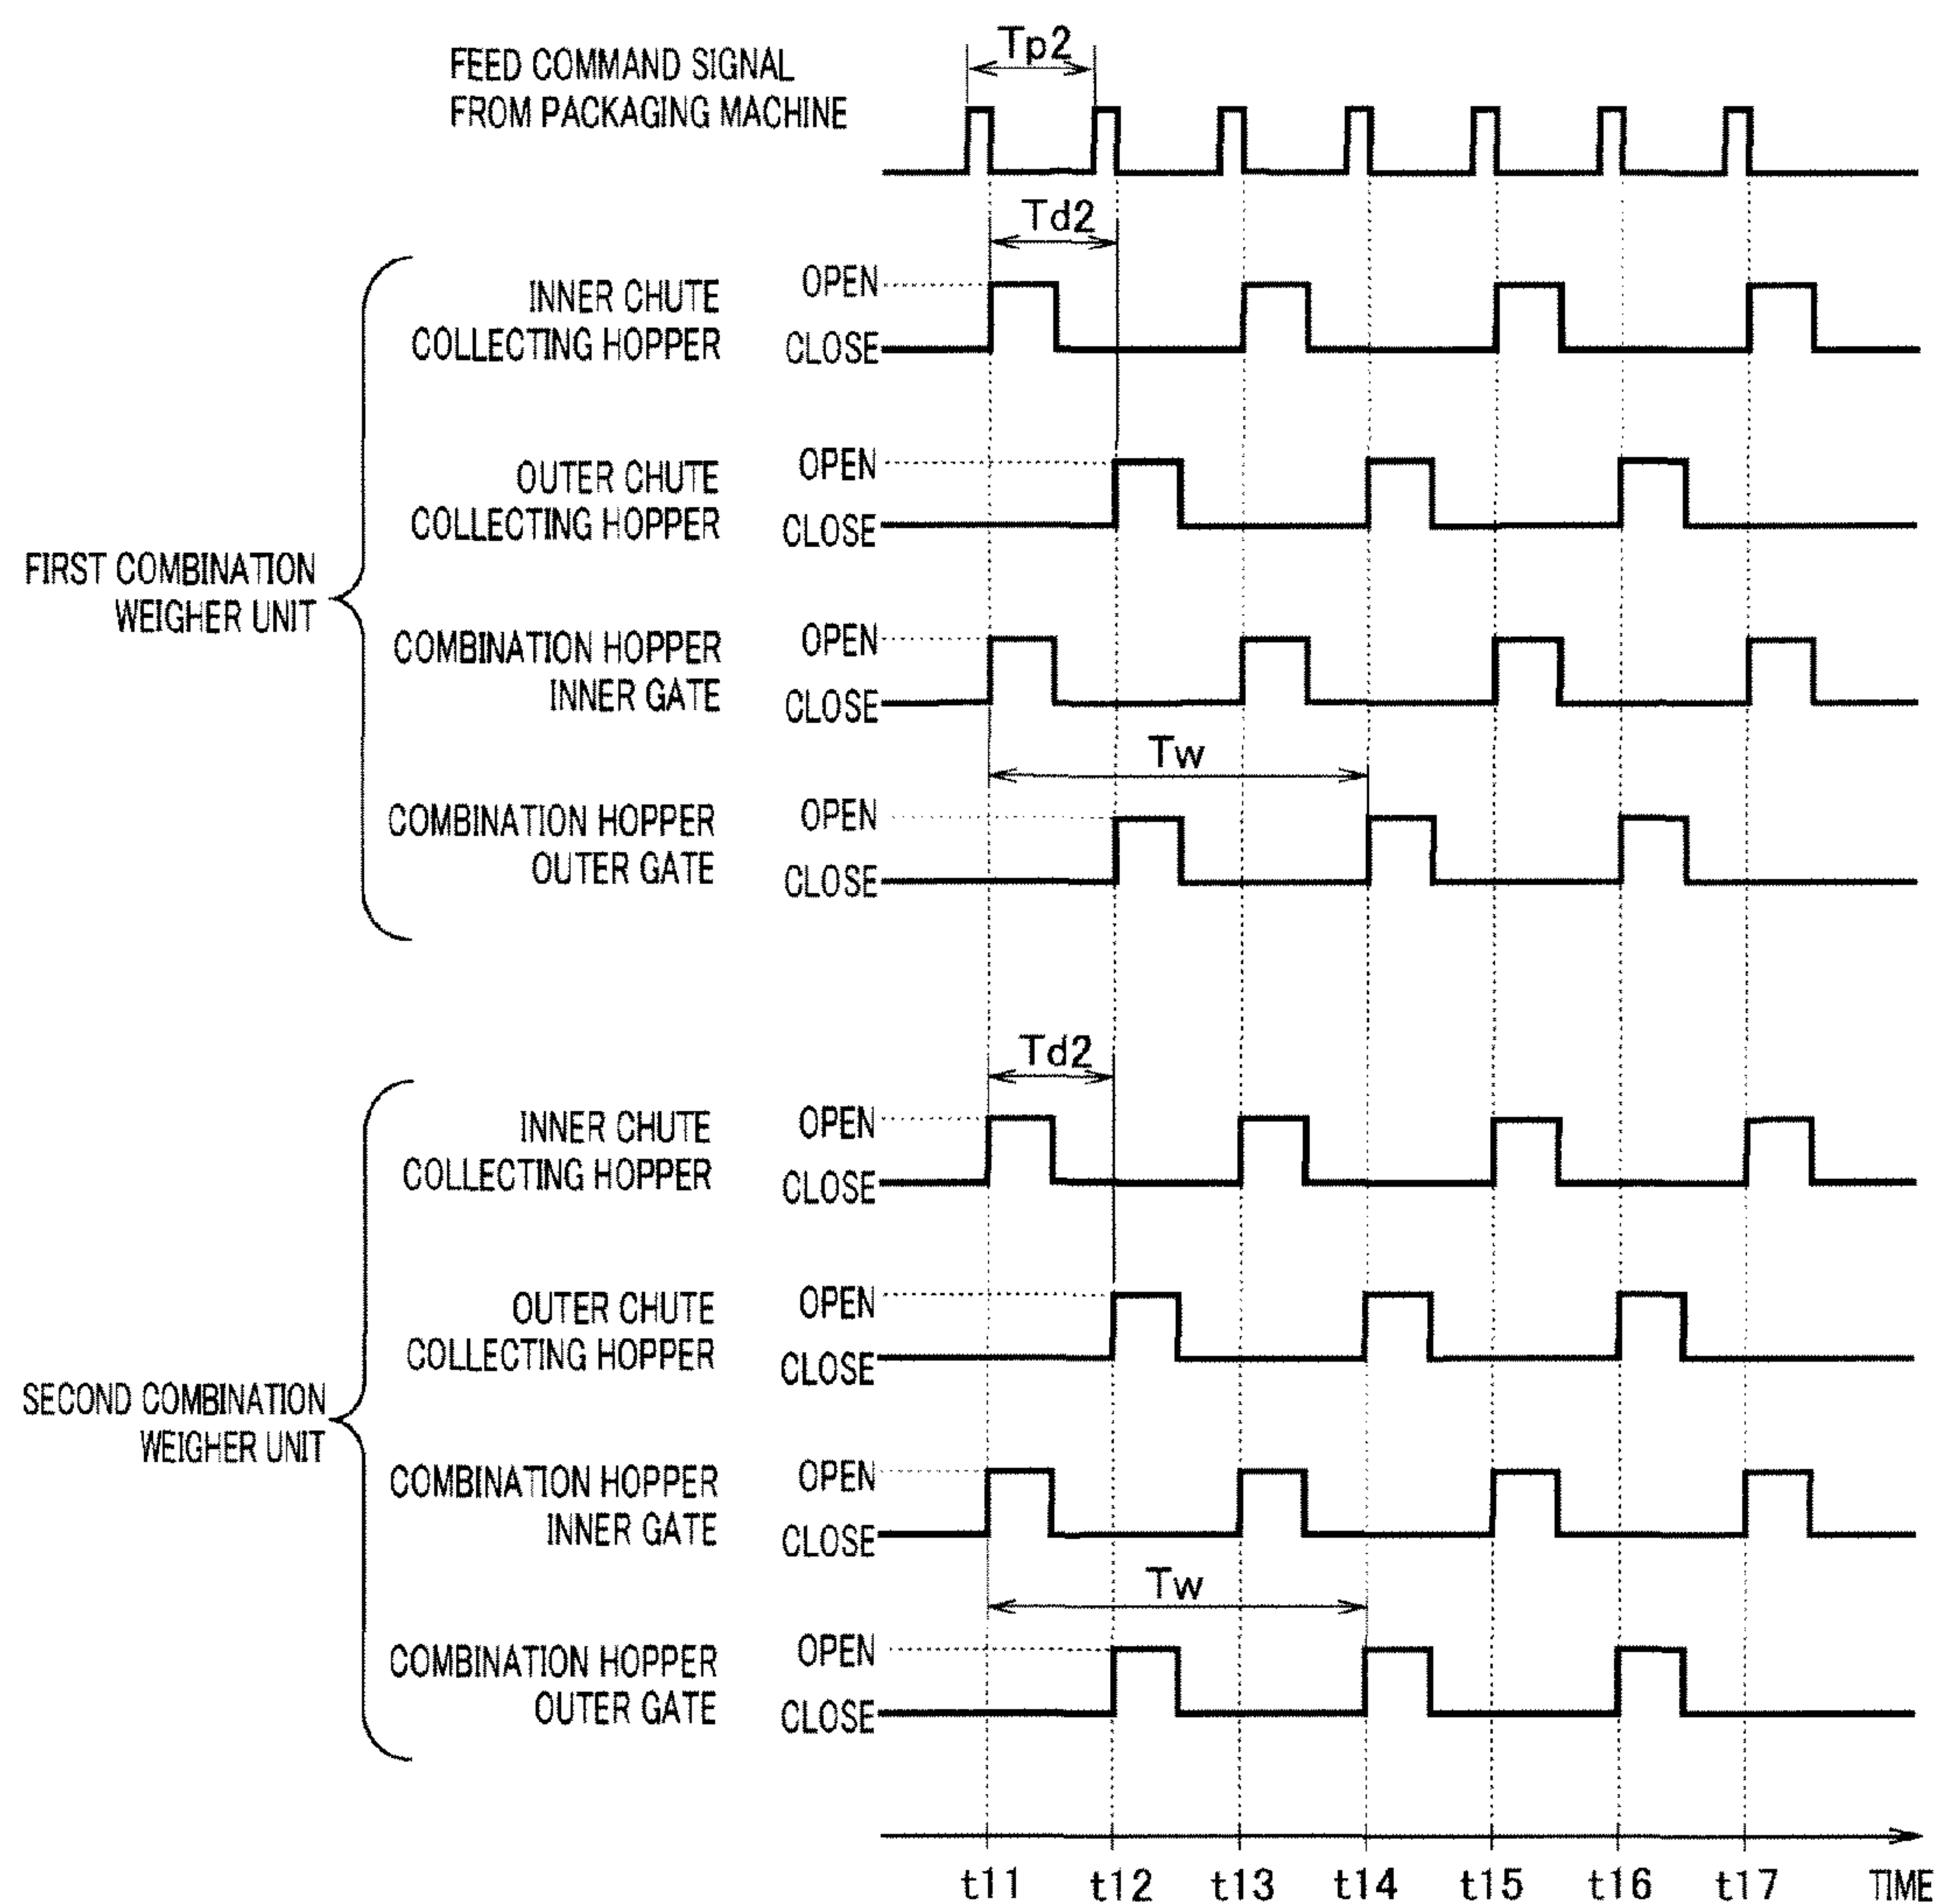 Tp2
FEED COMMAND SIGNAL
FROM PACKAGING MACHINE
Td2
INNER CHUTE
COLLECTING HOPPER
OPEN
CLOSE
OUTER CHUTE
COLLECTING HOPPER
OPEN
CLOSE
FIRST COMBINATION
WEIGHER UNIT
COMBINATION HOPPER
INNER GATE
OPEN
CLOSE
Tw
COMBINATION HOPPER
OUTER GATE
OPEN
CLOSE
Td2
INNER CHUTE
COLLECTING HOPPER
OPEN
CLOSE
OUTER CHUTE
COLLECTING HOPPER
OPEN
CLOSE
SECOND COMBINATION
WEIGHER UNIT
COMBINATION HOPPER
INNER GATE
OPEN
CLOSE
Tw
COMBINATION HOPPER
OUTER GATE
OPEN
CLOSE
t11 t12 t13 t14 t15 t16 t17 TIME